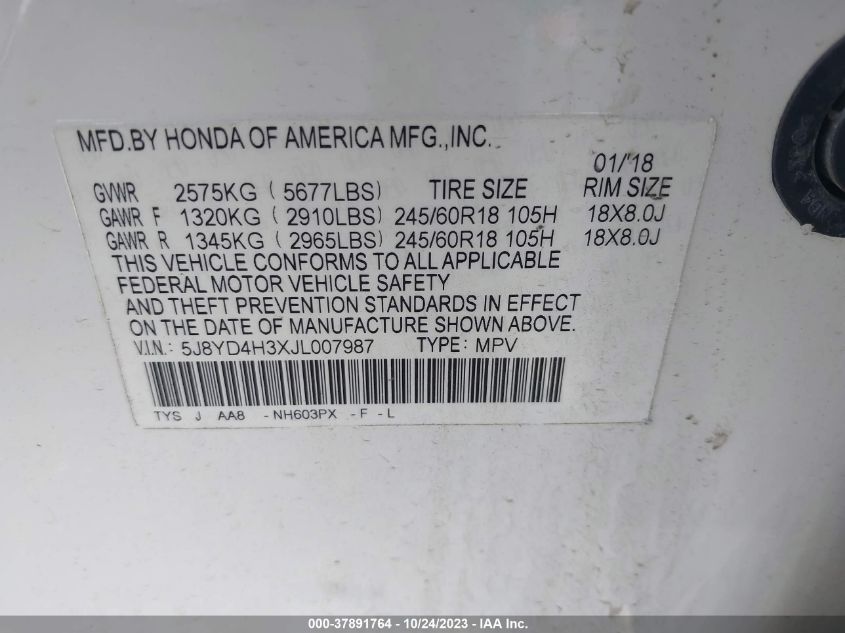 MFD.BY HONDA OF AMERICA MFG.,INC.
01/'18
GVWR 2575KG ( 5677LBS) TIRE SIZE RIM SIZE
GAWR F 1320KG ( 2910LBS) 245/60R18 105H 18X8.0J
GAWR R 1345KG ( 2965LBS) 245/60R18 105H 18X8.0J
THIS VEHICLE CONFORMS TO ALL APPLICABLE
FEDERAL MOTOR VEHICLE SAFETY
AND THEFT PREVENTION STANDARDS IN EFFECT
ON THE DATE OF MANUFACTURE SHOWN ABOVE.
V.I.N.: 5J8YD4H3XJL007987 TYPE: MPV
TYS J AA8 -NH603PX -F -L
000-37891764 - 10/24/2023 - IAA Inc.